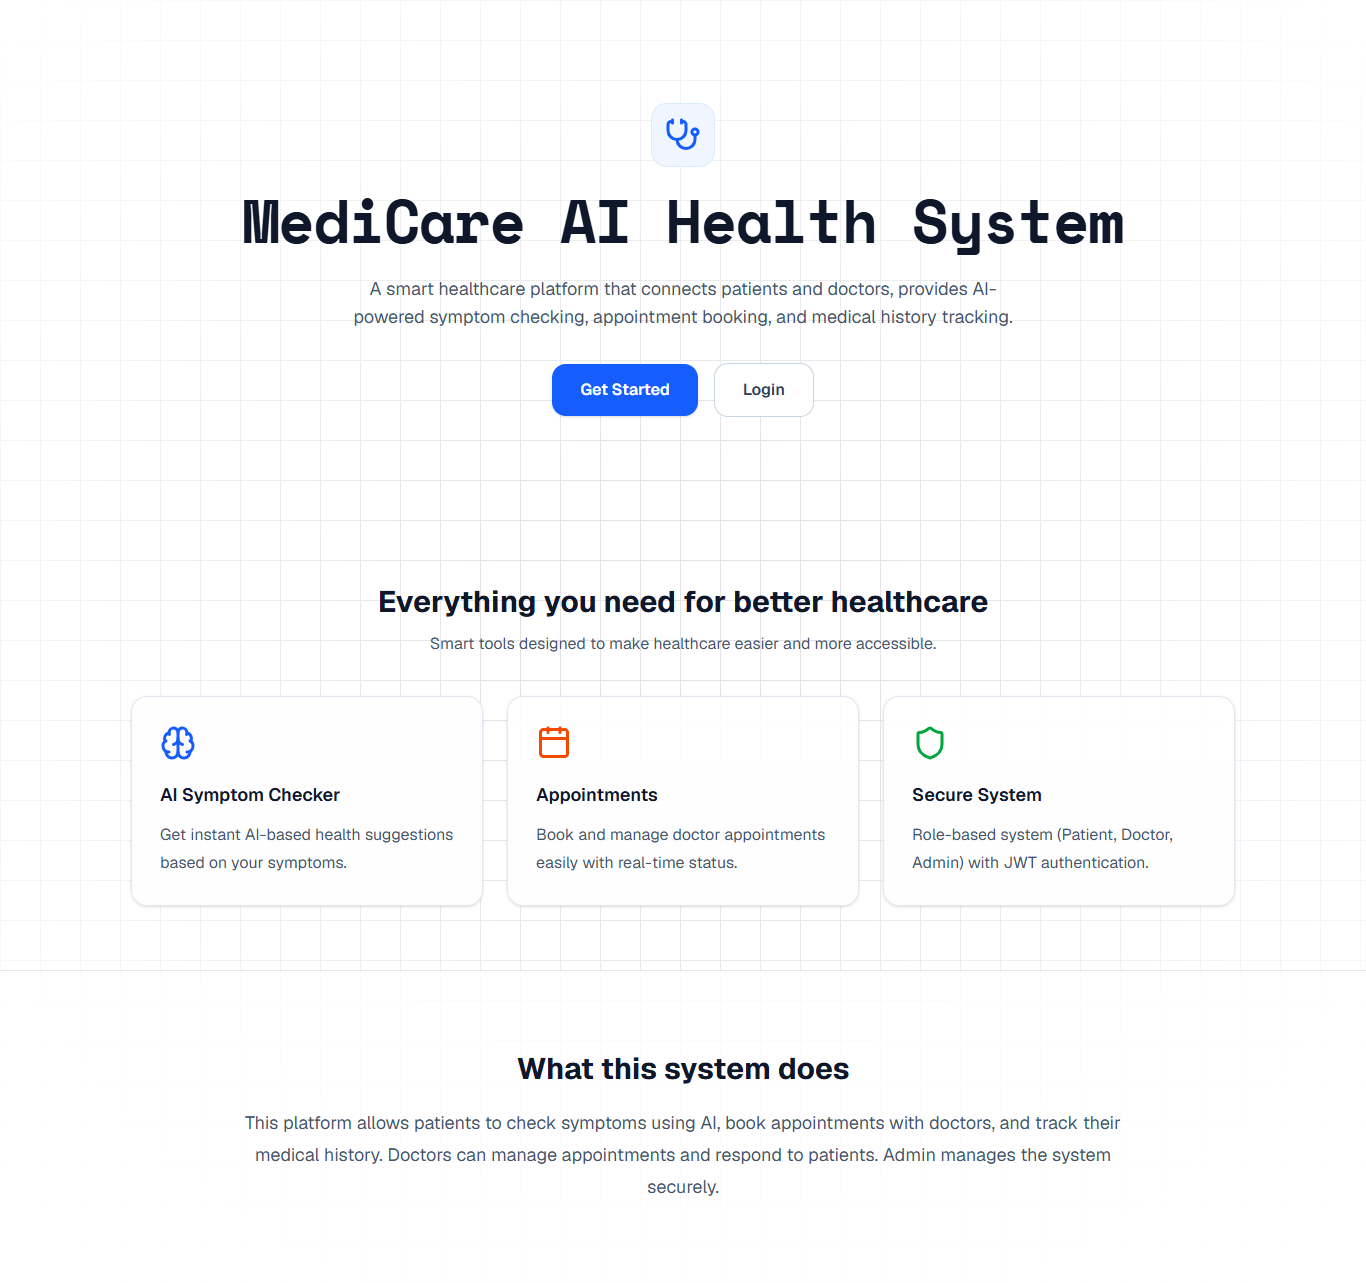 MediCare AI Health System
A smart healthcare platform that connects patients and doctors, provides AI-
powered symptom checking, appointment booking, and medical history tracking.
Get Started
Login
Everything you need for better healthcare
Smart tools designed to make healthcare easier and more accessible.
AI Symptom Checker
Get instant AI-based health suggestions
based on your symptoms.
Appointments
Book and manage doctor appointments
easily with real-time status.
Secure System
Role-based system (Patient, Doctor,
Admin) with JWT authentication.
What this system does
This platform allows patients to check symptoms using AI, book appointments with doctors, and track their
medical history. Doctors can manage appointments and respond to patients. Admin manages the system
securely.